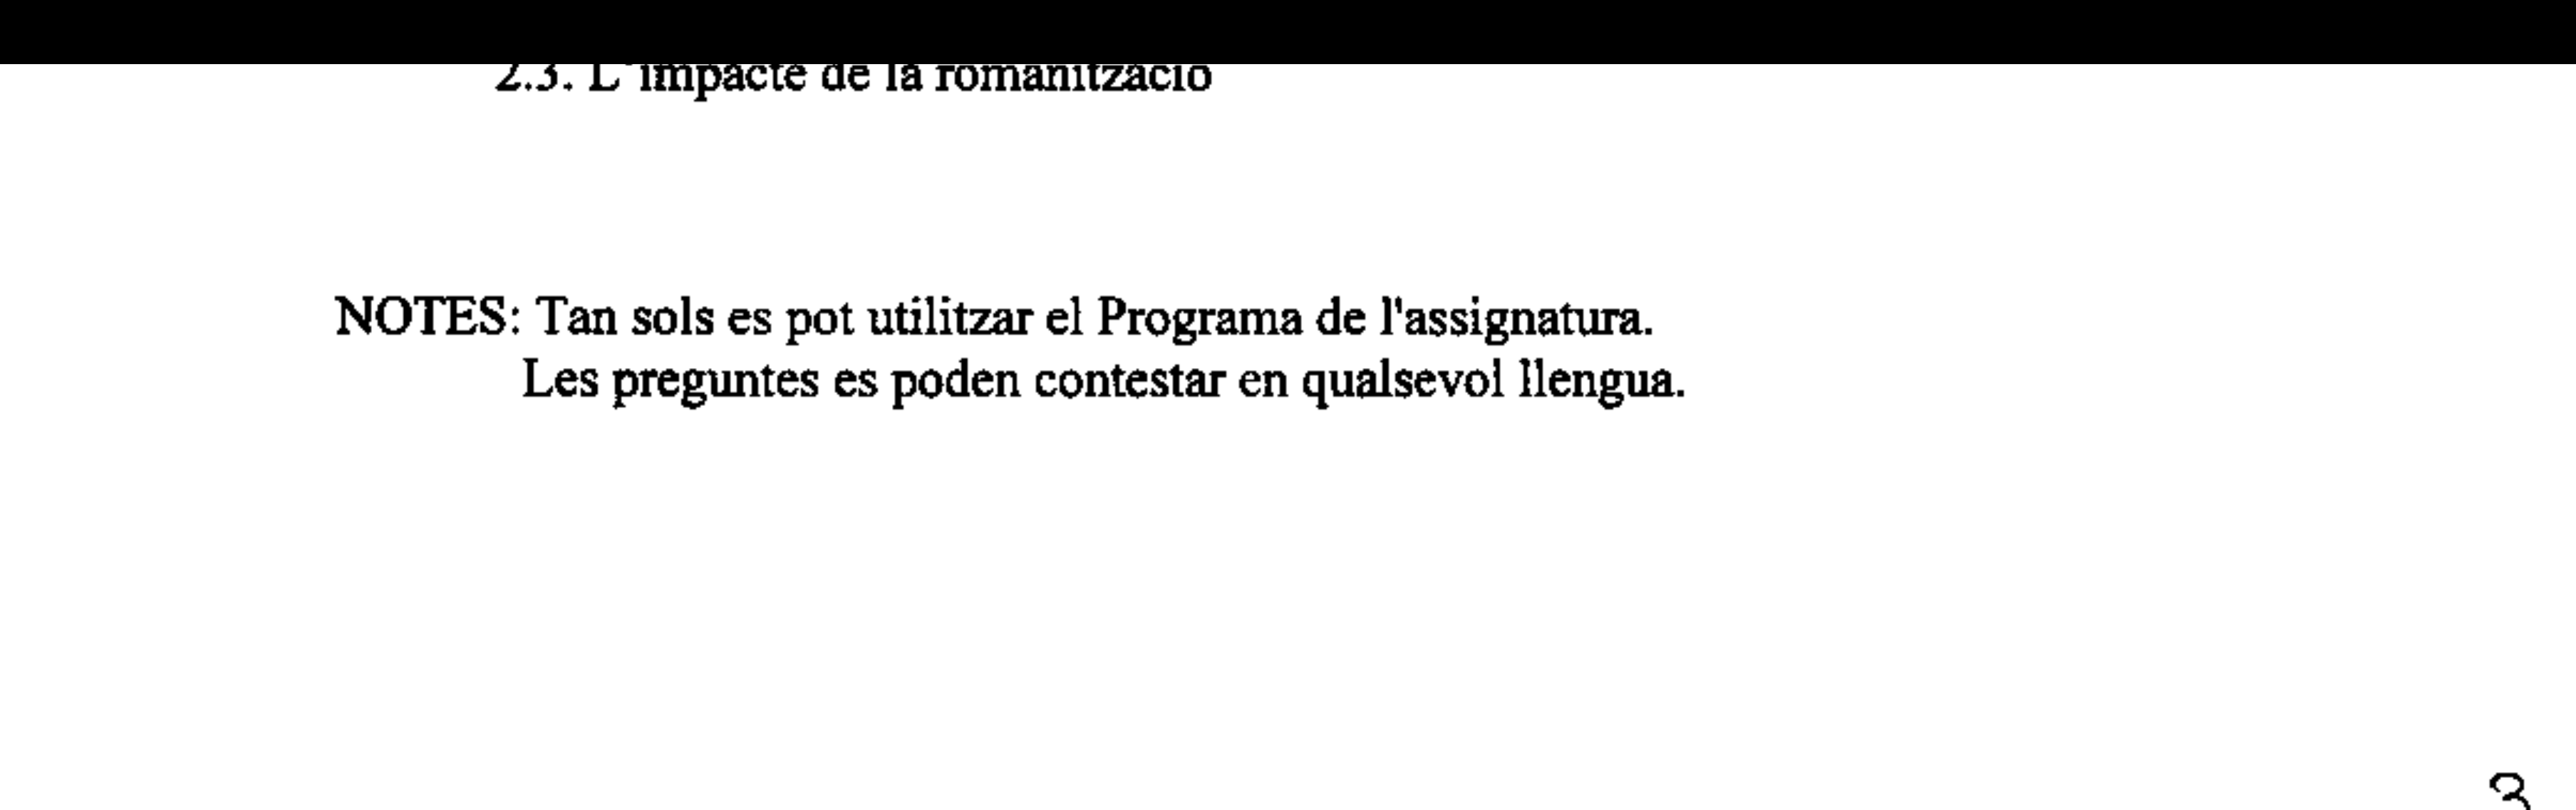 2.3. L'impacte de la romanització
NOTES: Tan sols es pot utilitzar el Programa de l'assignatura.
Les preguntes es poden contestar en qualsevol llengua.